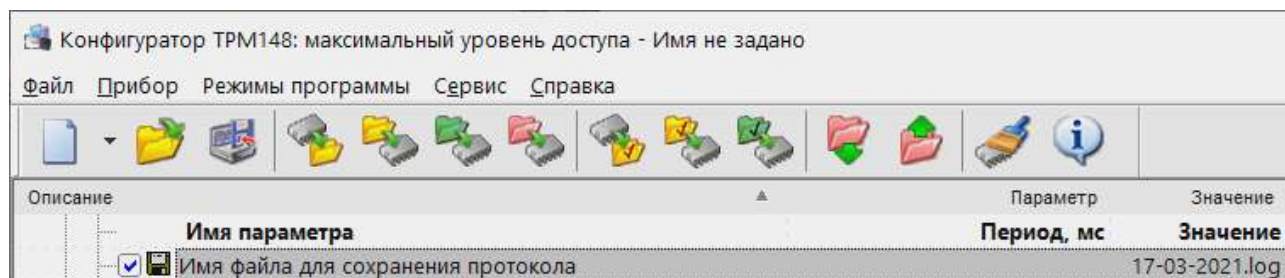 Конфигуратор ТРМ148: максимальный уровень доступа - Имя не задано
Файл Прибор Режимы программы Сервис Справка
Описание Параметр Значение
Имя параметра Период, мс Значение
Имя файла для сохранения протокола 17-03-2021.log